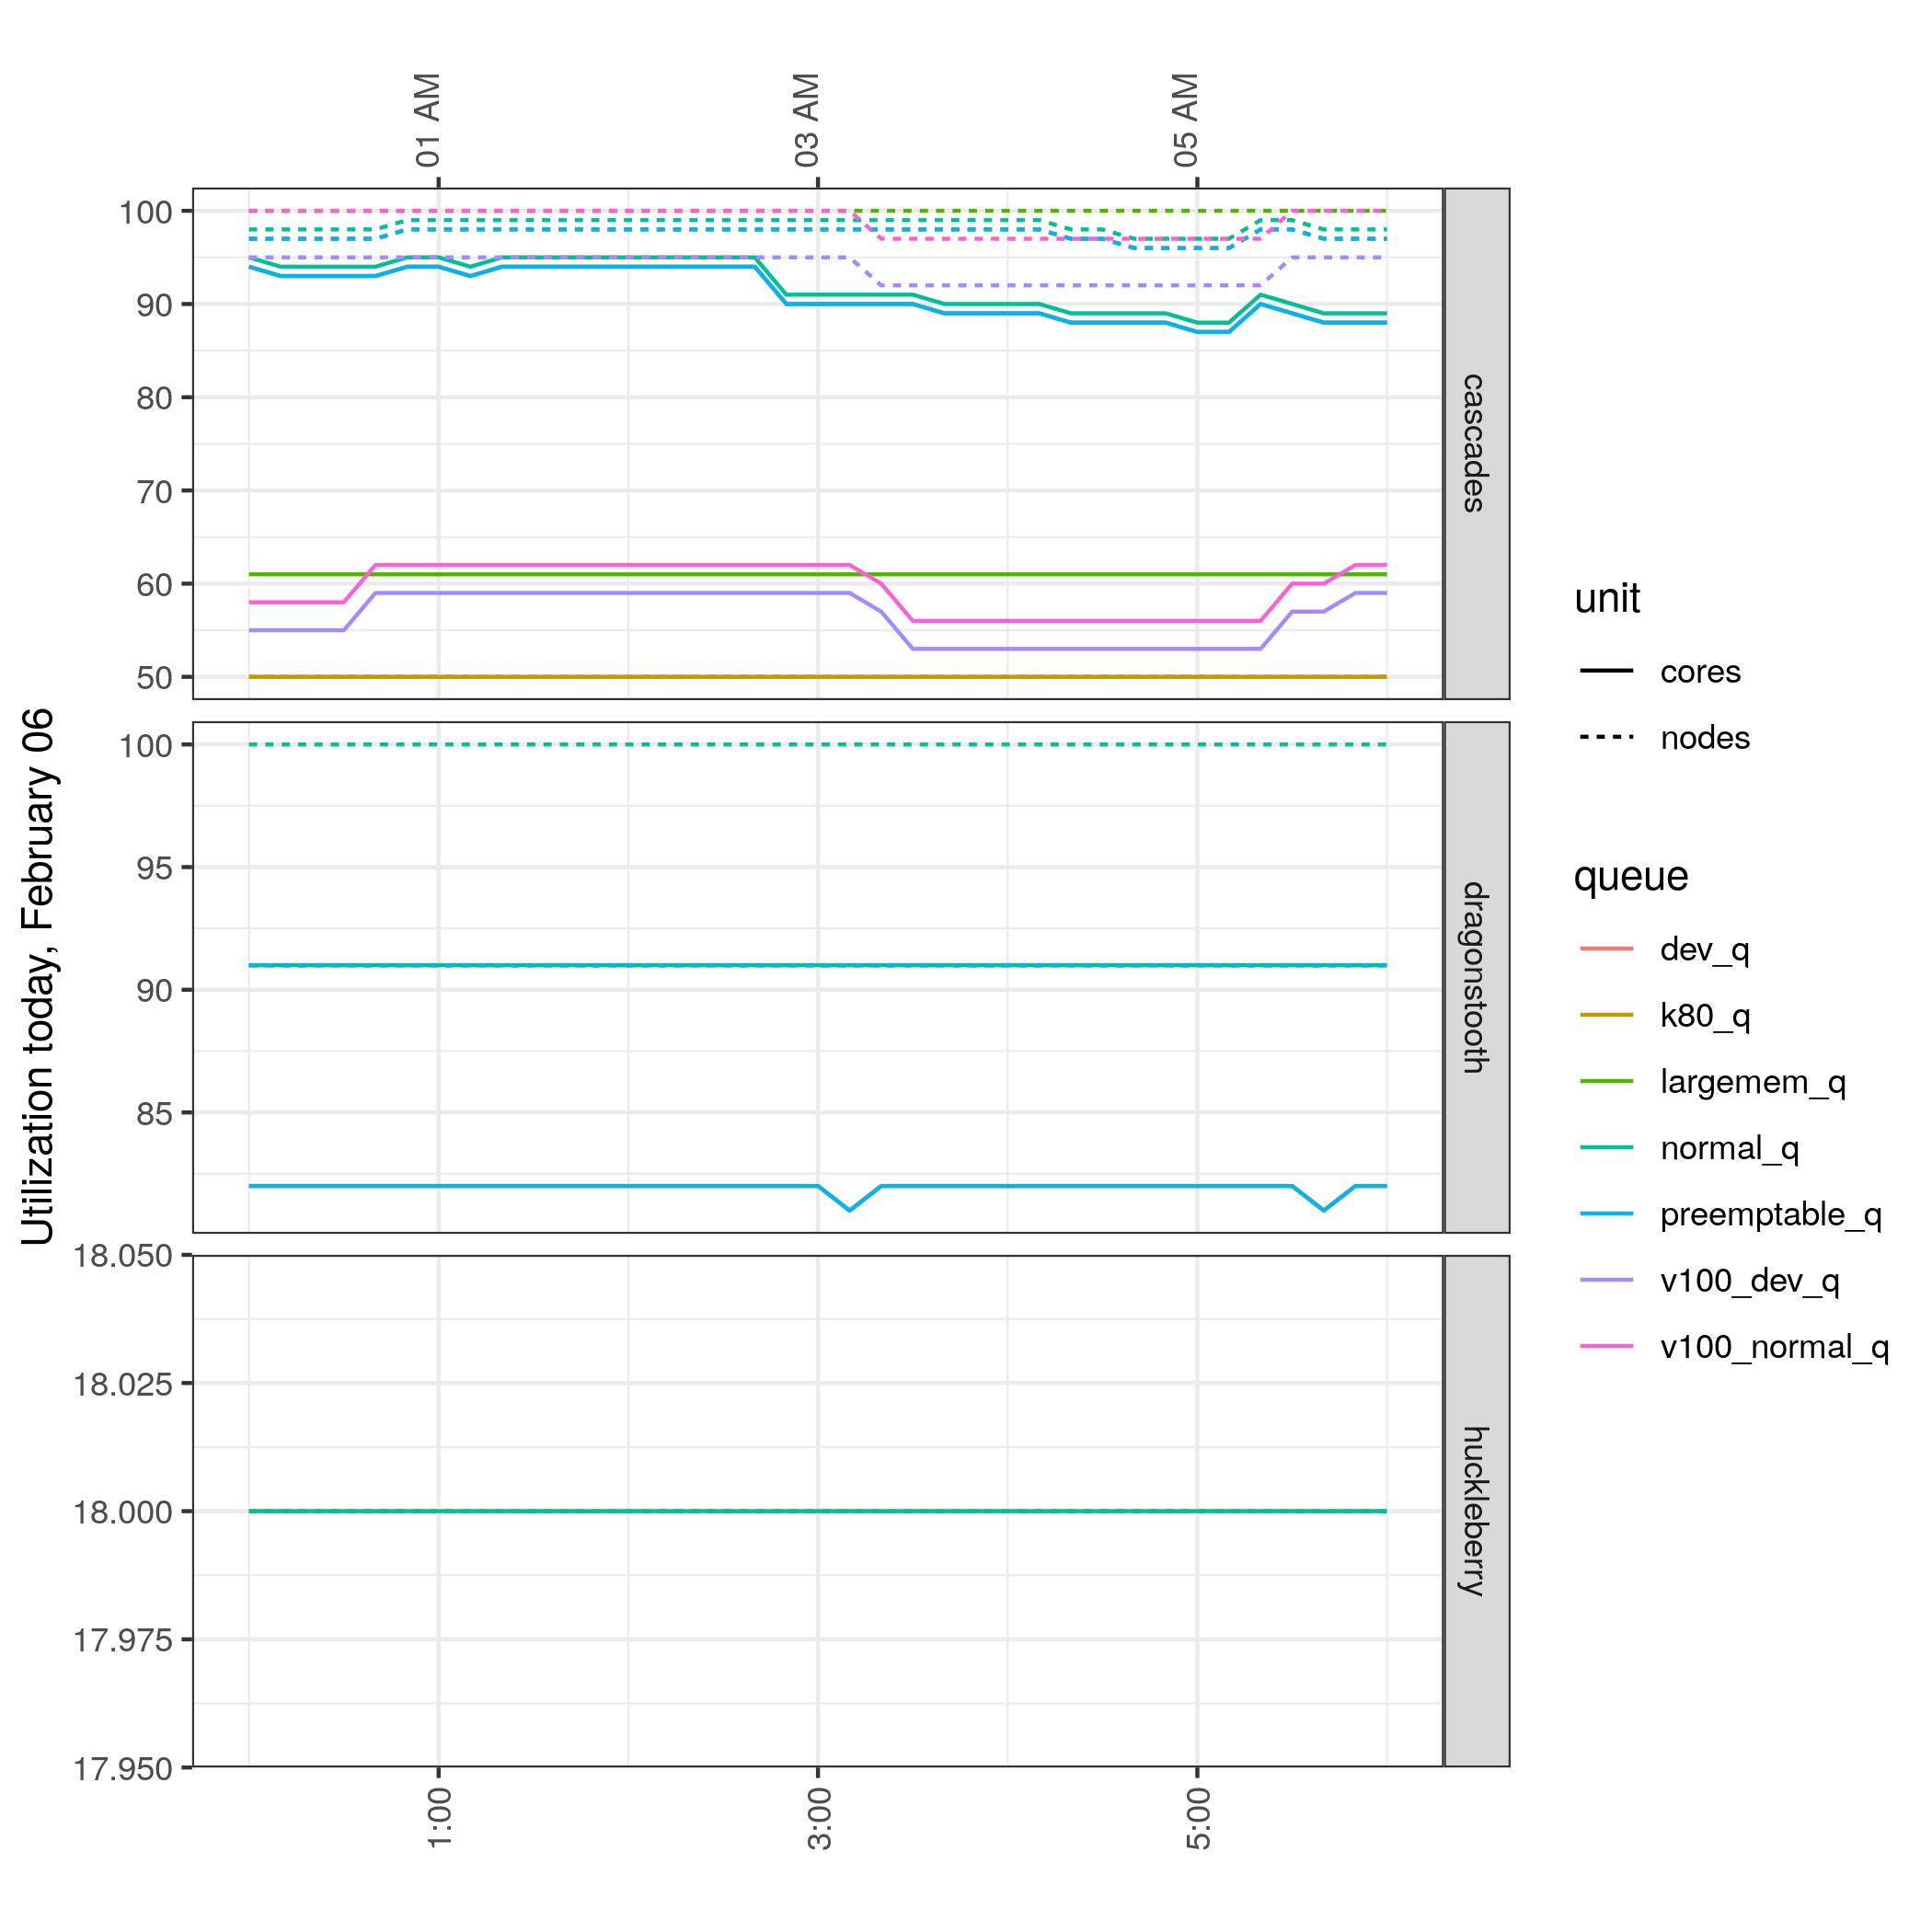 01 AM
03 AM
05 AM
100
90
80
70
60
50
cascades
100
95
90
85
dragonstooth
18.050
18.025
18.000
17.975
17.950
huckleberry
1:00
3:00
5:00
Utilization today, February 06
unit
cores
nodes
queue
dev_q
k80_q
largemem_q
normal_q
preemptable_q
v100_dev_q
v100_normal_q